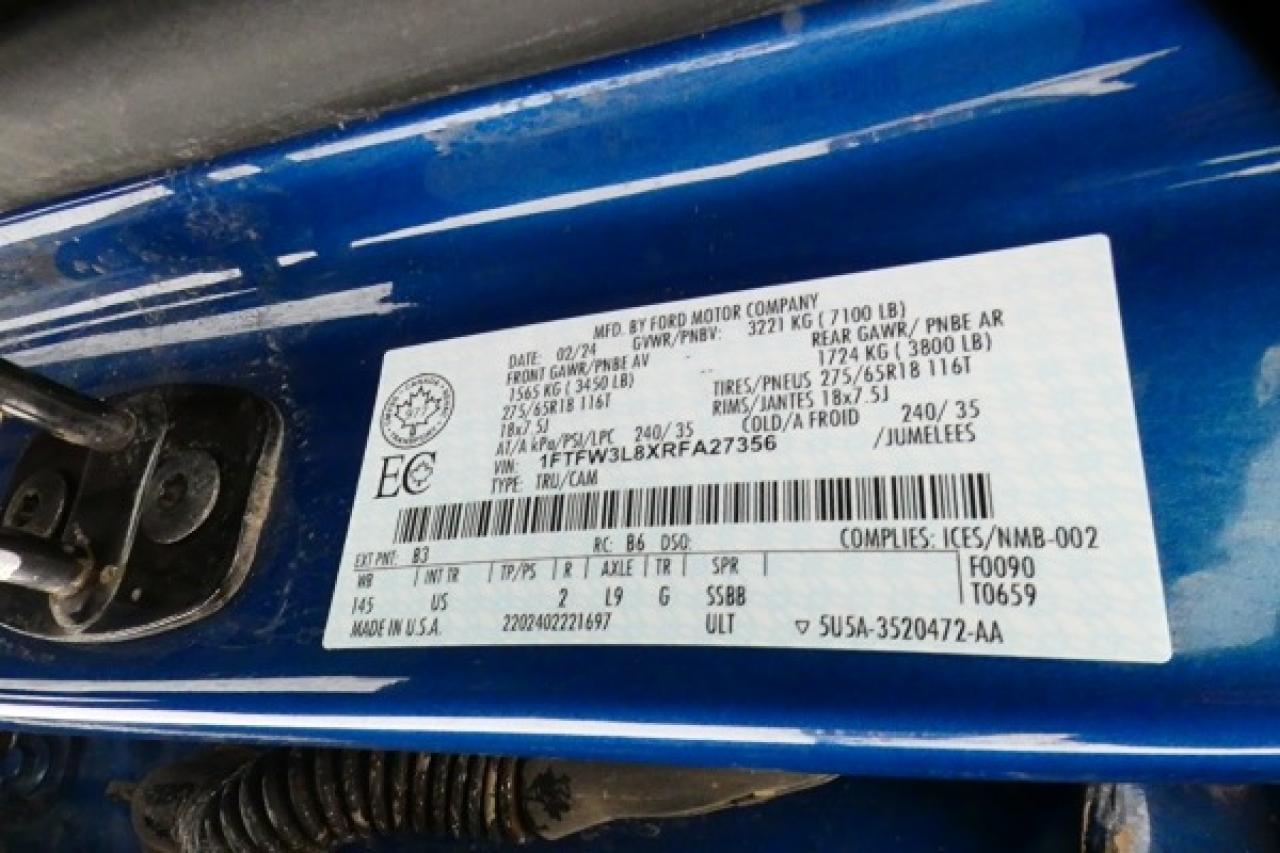 MFD. BY FORD MOTOR COMPANY
DATE: 02/24 GVWR/PNBV: 3221 KG ( 7100 LB)
FRONT GAWR/PNBE AV REAR GAWR/ PNBE AR
1565 KG ( 3450 LB) 1724 KG ( 3800 LB)
275/65R18 116T TIRES/PNEUS 275/65R18 116T
18x7.5J RIMS/JANTES 18x7.5J
AT/A kPa/PSI/LPC 240/ 35 COLD/A FROID 240/ 35
VIN: 1FTFW3L8XRFA27356 /JUMELEES
TYPE: TRU/CAM
CANADA
TRANSPORT
EC
EXT PNT: B3 RC: B6 DSO: COMPLIES: ICES/NMB-002
WB INT TR TP/PS R AXLE TR SPR F0090
145 US 2 L9 G SSBB T0659
MADE IN U.S.A. 2202402221697 ULT 5U5A-3520472-AA